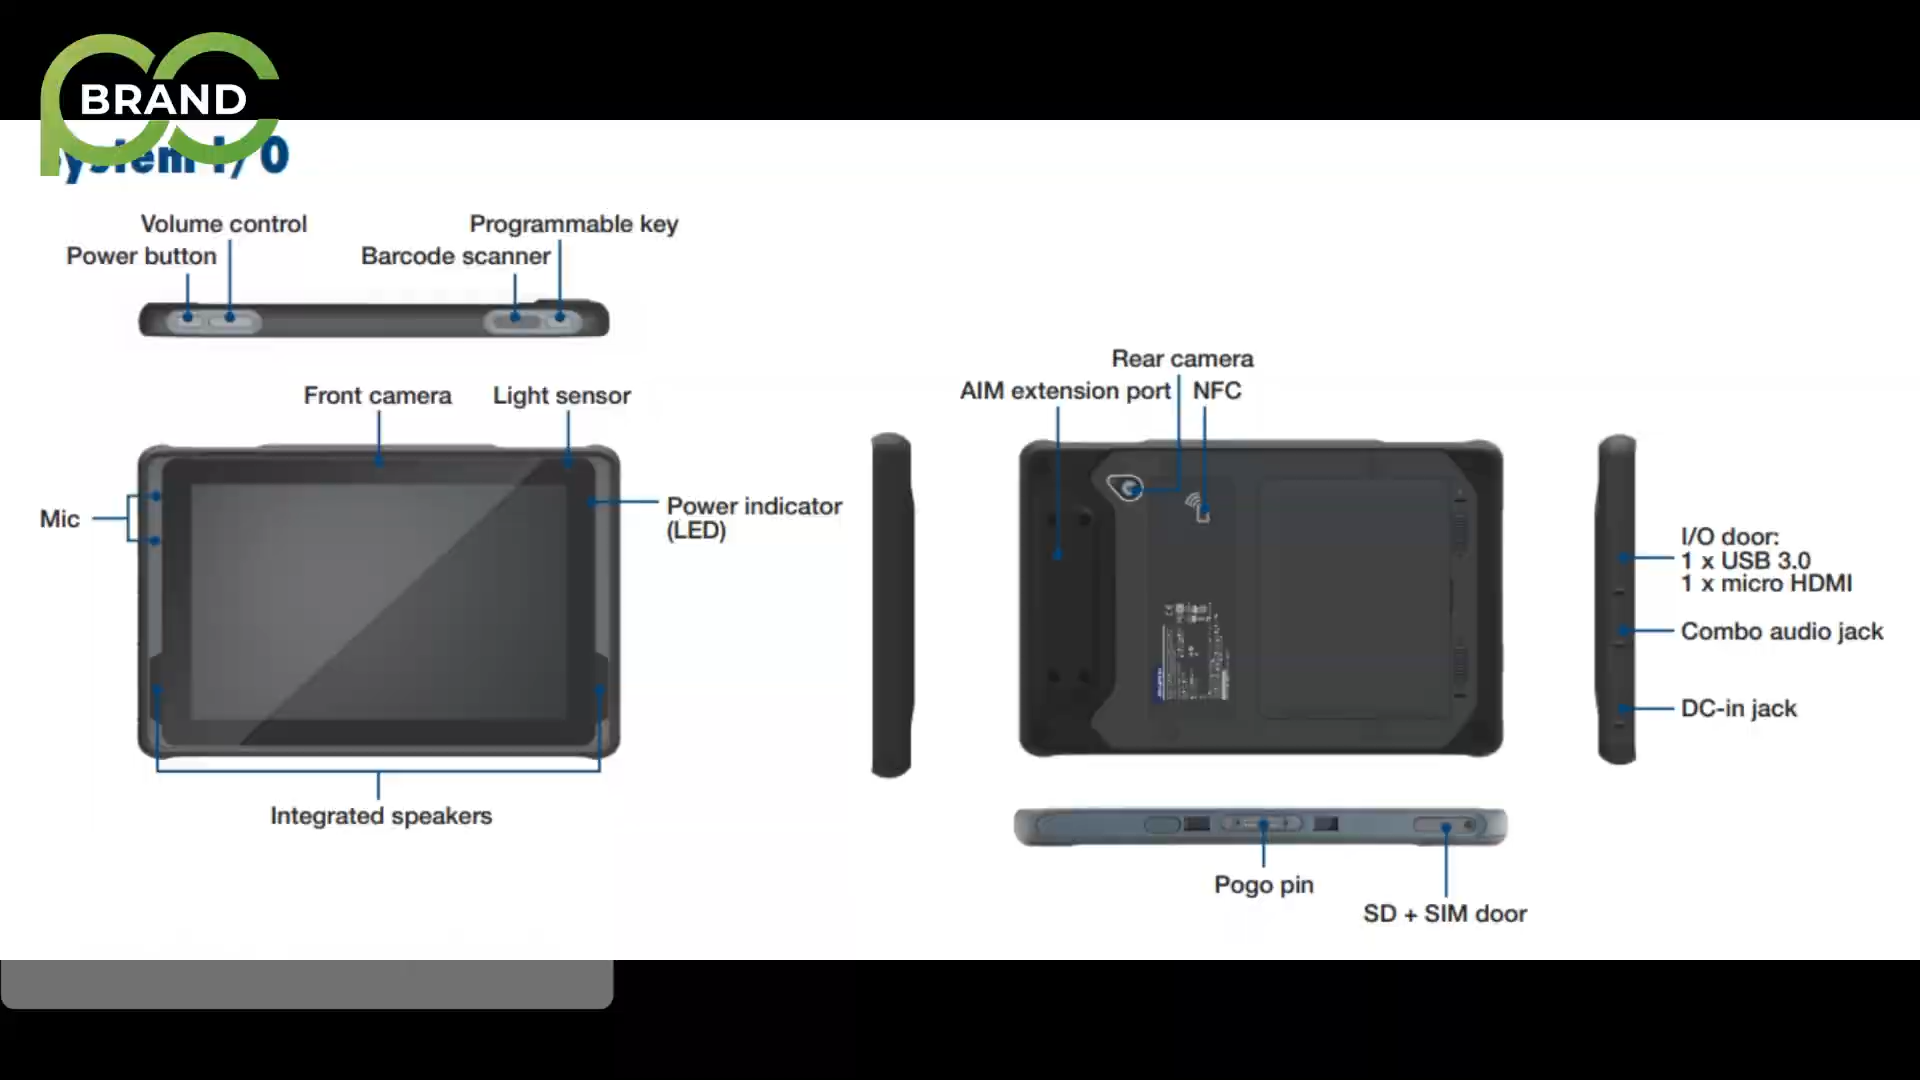 BRAND
ystem I/O
Volume control
Programmable key
Power button
Barcode scanner
Front camera
Light sensor
Mic
Power indicator
(LED)
Integrated speakers
Rear camera
AIM extension port
NFC
I/O door:
1 x USB 3.0
1 x micro HDMI
Combo audio jack
DC-in jack
Pogo pin
SD + SIM door